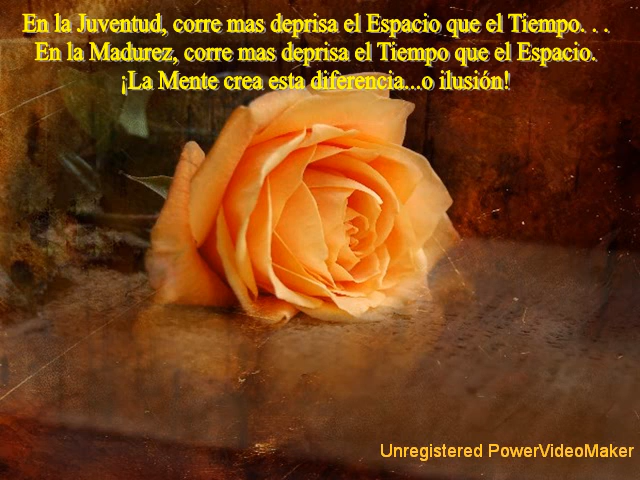 En la Juventud, corre mas deprisa el Espacio que el Tiempo. . .
En la Madurez, corre mas deprisa el Tiempo que el Espacio.
¡La Mente crea esta diferencia...o ilusión!
Unregistered PowerVideoMaker